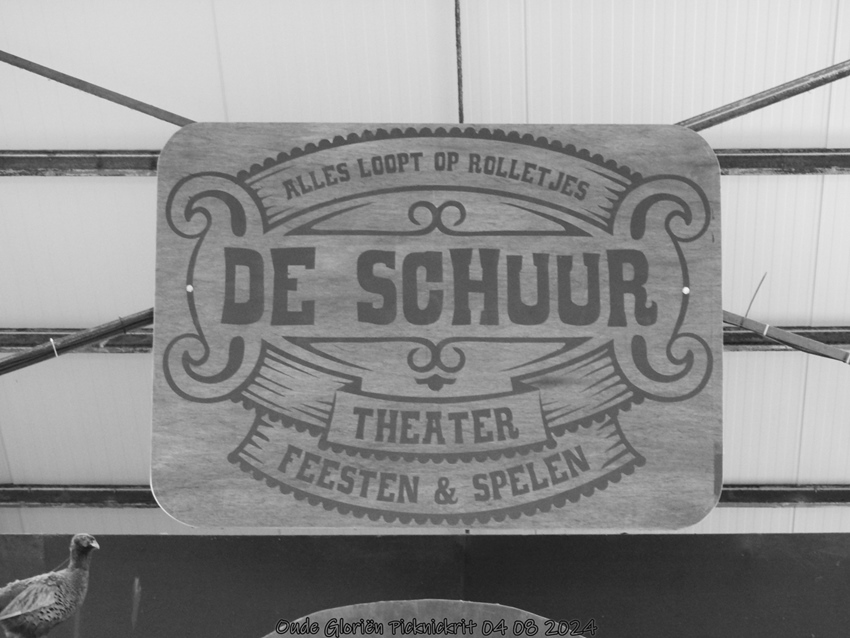 ALLES LOOPT OP ROLLETJES
DE SCHUUR
THEATER
FEESTEN & SPELEN
Oude Gloriën Picknickrit 04 08 2024